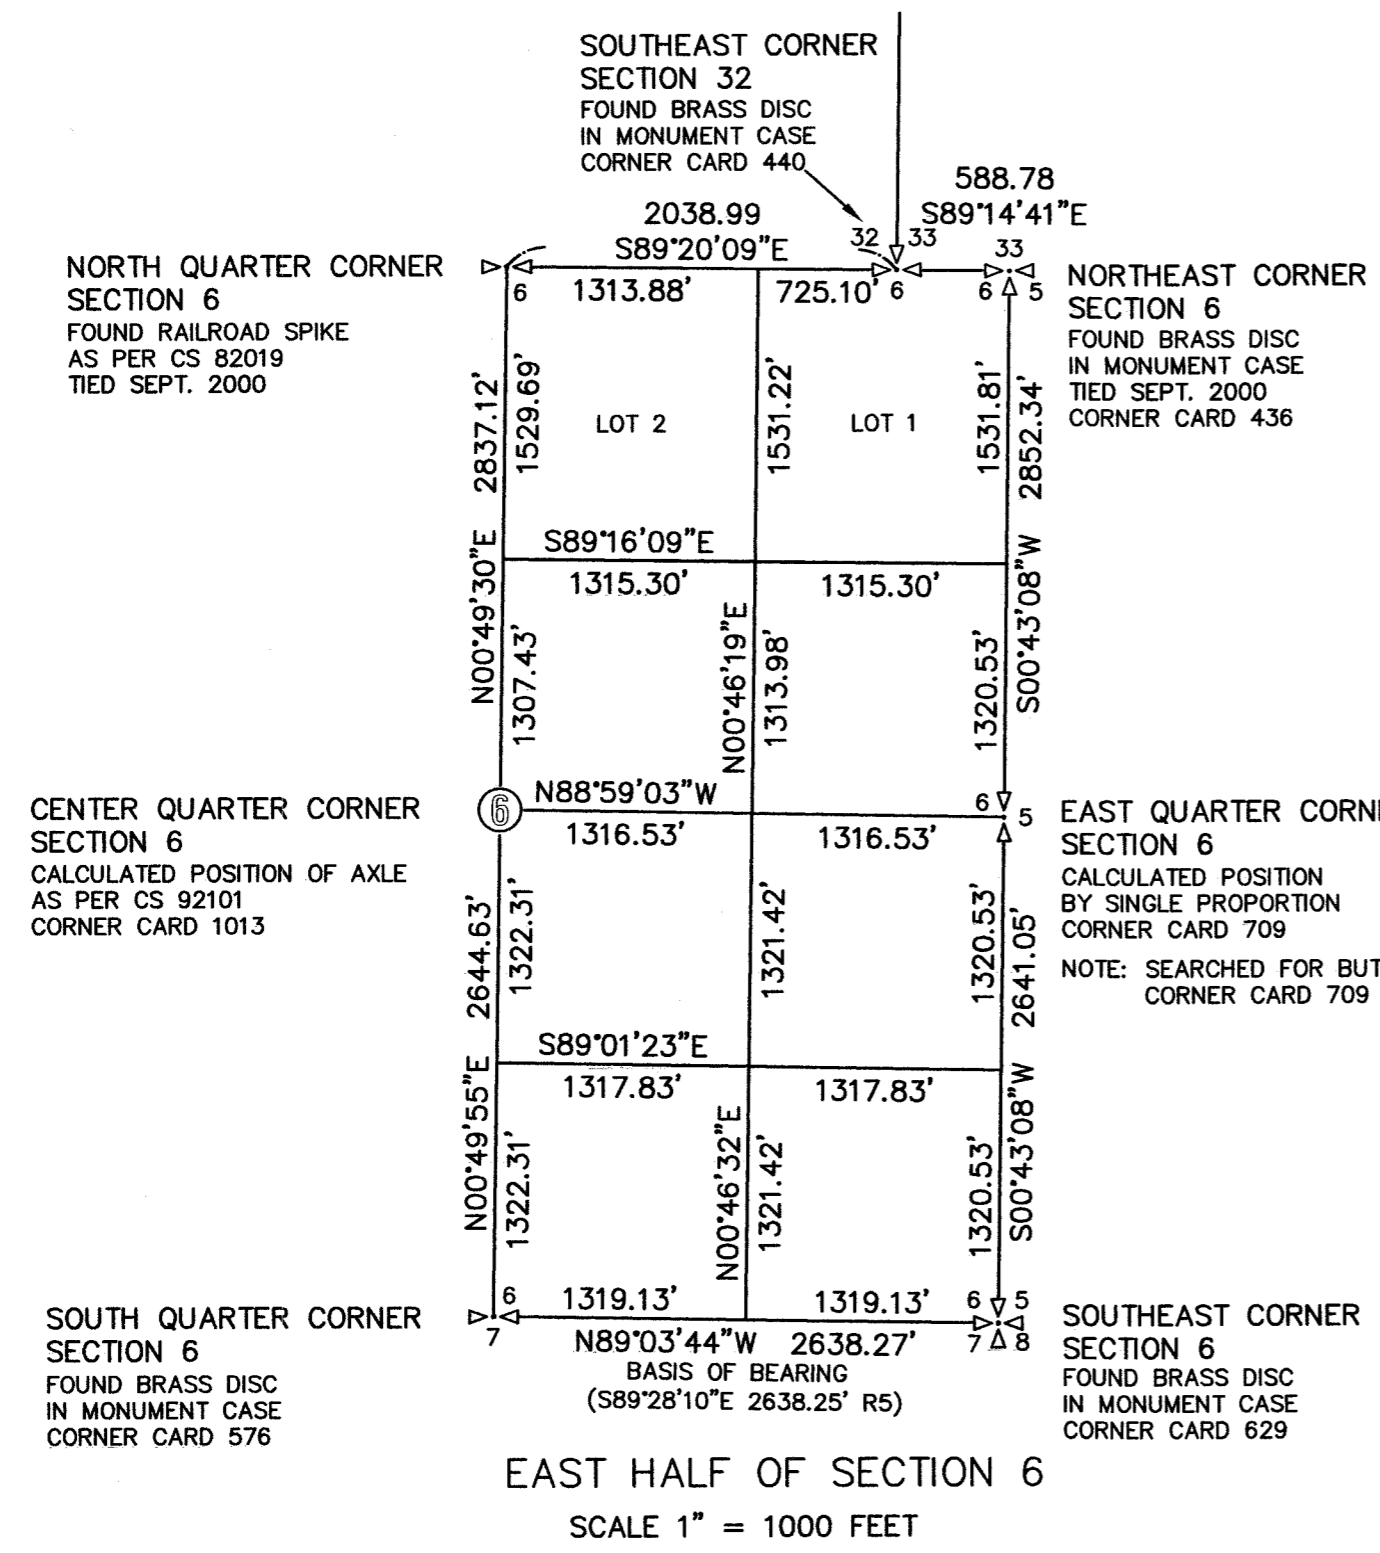 SOUTHEAST CORNER
SECTION 32
FOUND BRASS DISC
IN MONUMENT CASE
CORNER CARD 440
588.78
S89°14'41"E
2038.99
S89°20'09"E
32
33
33
NORTH QUARTER CORNER
SECTION 6
FOUND RAILROAD SPIKE
AS PER CS 82019
TIED SEPT. 2000
6
1313.88'
725.10'
6
6
5
NORTHEAST CORNER
SECTION 6
FOUND BRASS DISC
IN MONUMENT CASE
TIED SEPT. 2000
CORNER CARD 436
N00°49'30"E 2837.12'
1529.69'
LOT 2
1531.22'
LOT 1
1531.81'
S00°43'08"W 2852.34'
S89°16'09"E
1315.30'
1315.30'
1307.43'
N00°46'19"E
1313.98'
1320.53'
CENTER QUARTER CORNER
SECTION 6
CALCULATED POSITION OF AXLE
AS PER CS 92101
CORNER CARD 1013
6
N88°59'03"W
1316.53'
1316.53'
6
5
EAST QUARTER CORN
SECTION 6
CALCULATED POSITION
BY SINGLE PROPORTION
CORNER CARD 709
NOTE: SEARCHED FOR BUT
CORNER CARD 709
N00°49'55"E 2644.63'
1322.31'
1321.42'
1320.53'
S00°43'08"W 2641.05'
S89°01'23"E
1317.83'
1317.83'
1322.31'
N00°46'32"E
1321.42'
1320.53'
SOUTH QUARTER CORNER
SECTION 6
FOUND BRASS DISC
IN MONUMENT CASE
CORNER CARD 576
6
7
1319.13'
1319.13'
6
5
7
8
N89°03'44"W 2638.27'
BASIS OF BEARING
(S89°28'10"E 2638.25' R5)
SOUTHEAST CORNER
SECTION 6
FOUND BRASS DISC
IN MONUMENT CASE
CORNER CARD 629
EAST HALF OF SECTION 6
SCALE 1" = 1000 FEET